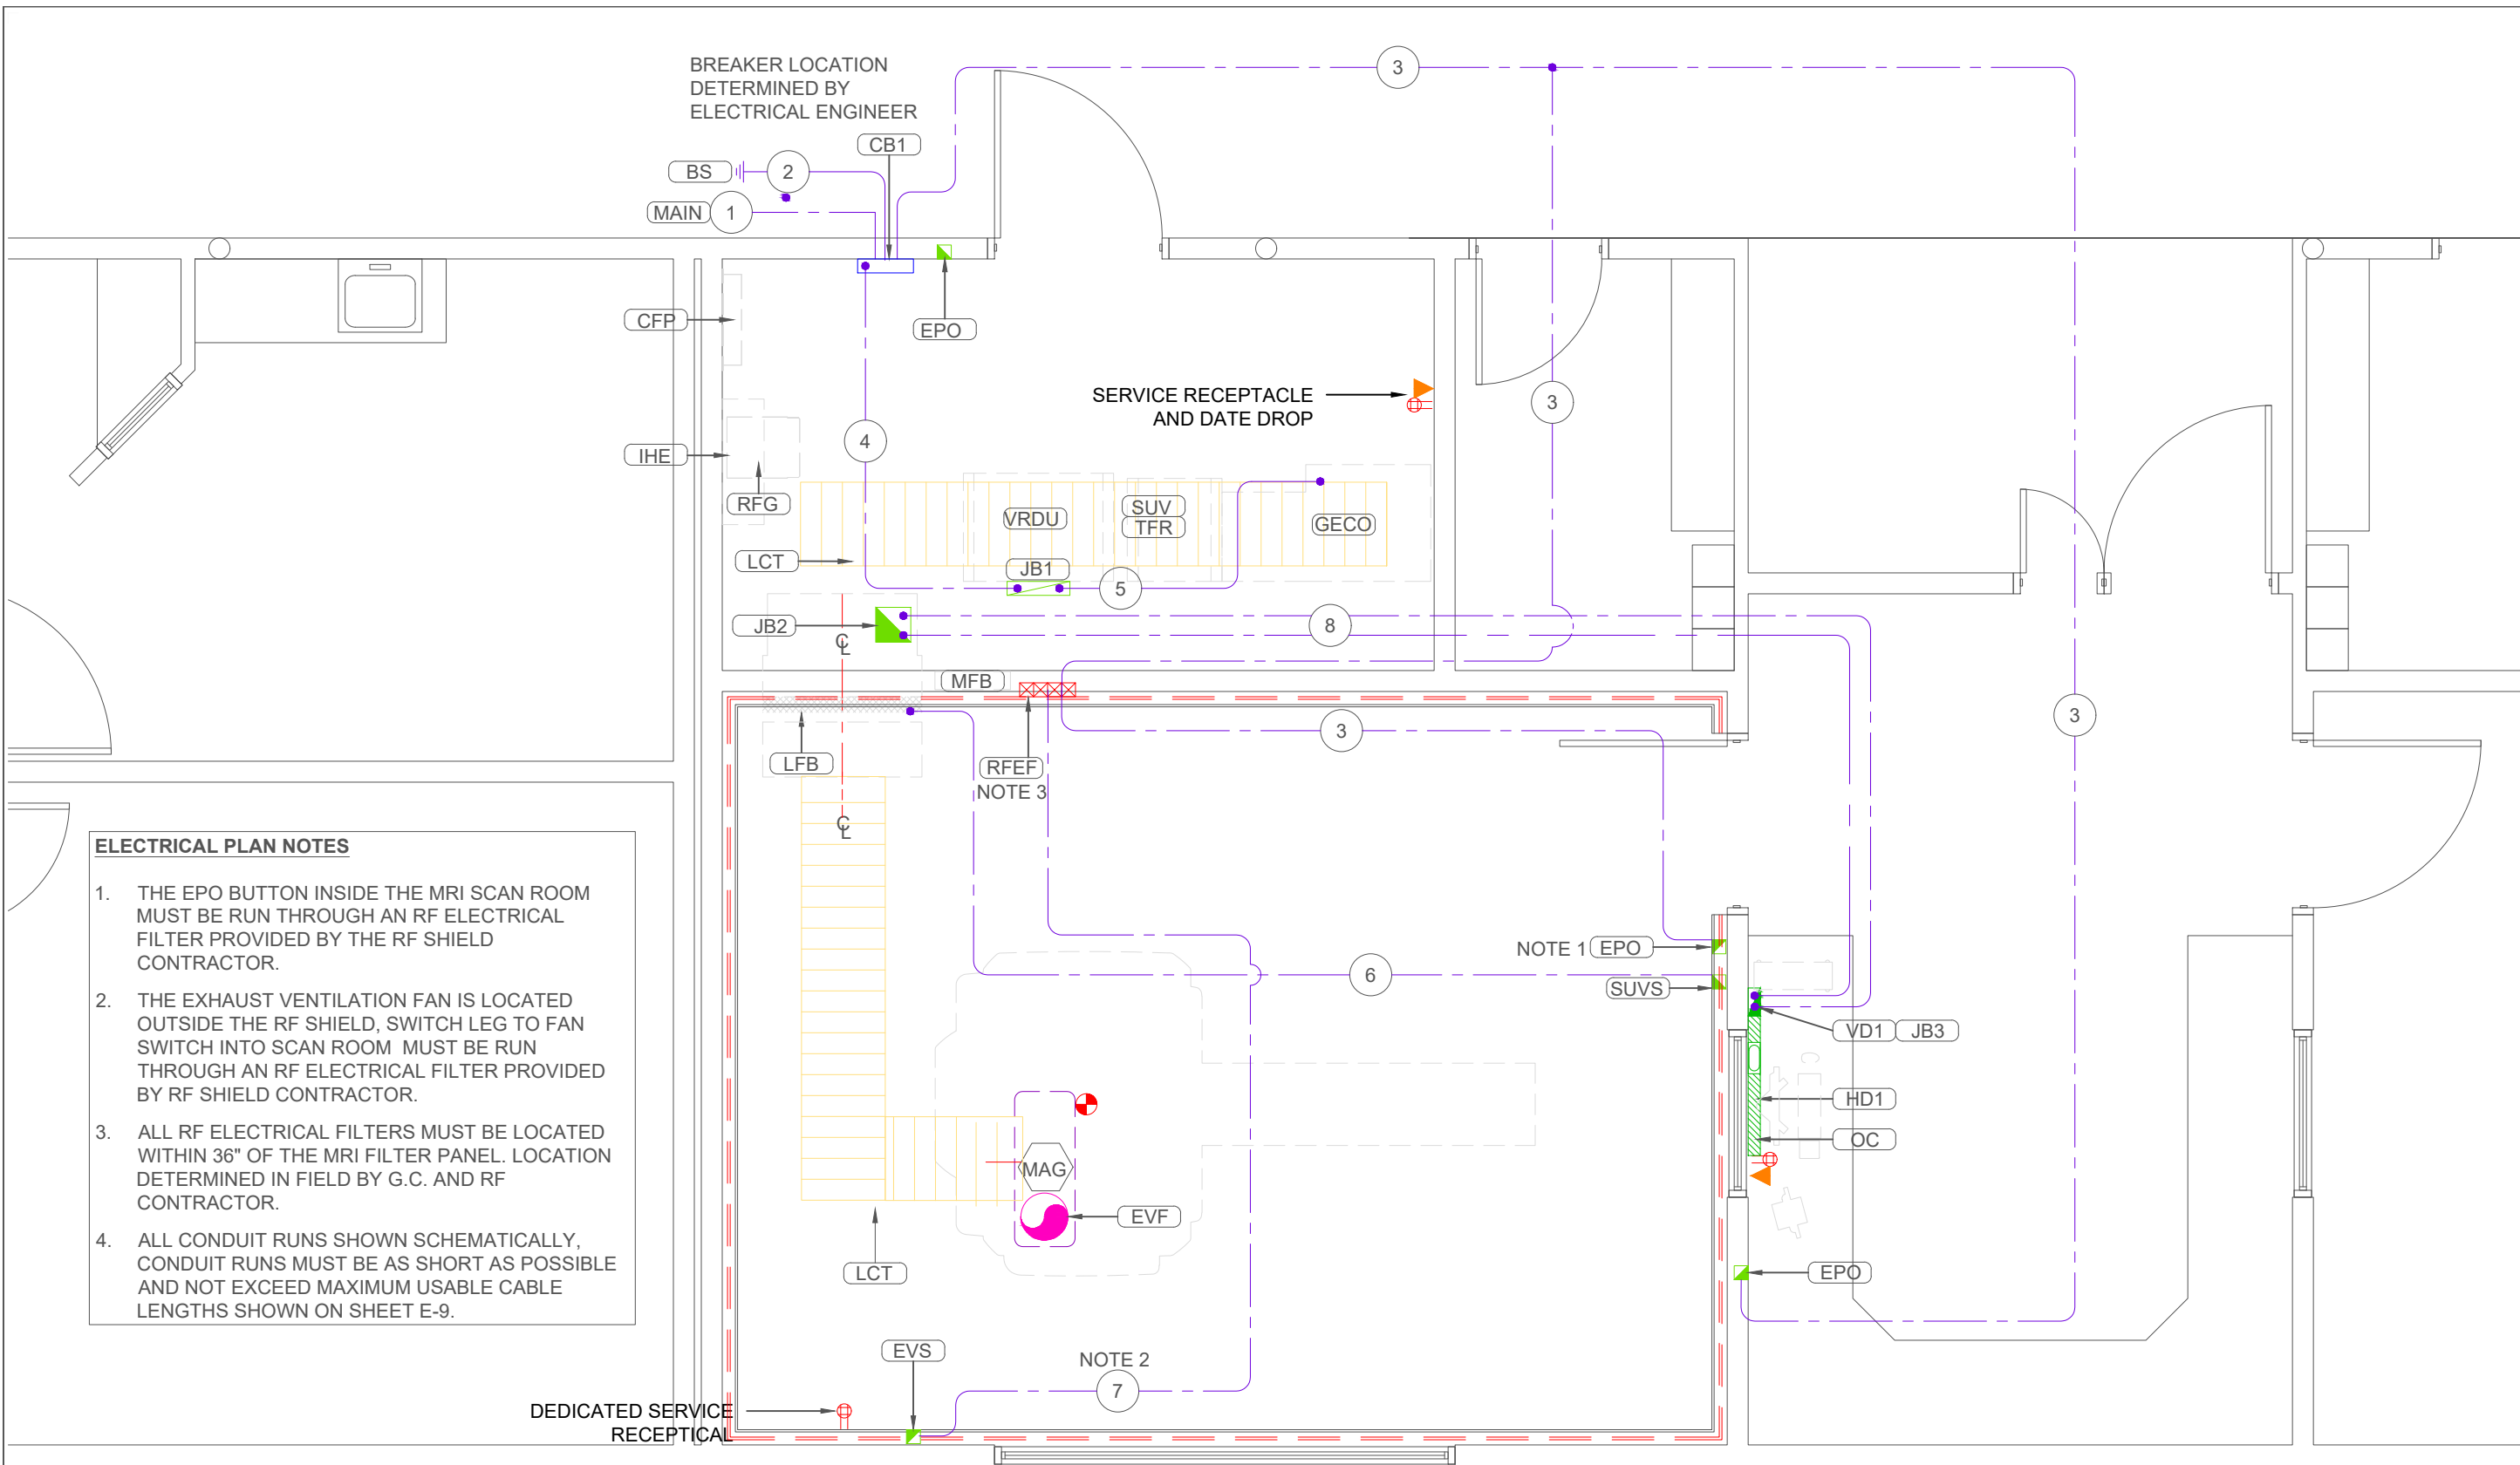 BREAKER LOCATION
DETERMINED BY
ELECTRICAL ENGINEER
3
CB1
BS
2
MAIN
1
CFP
EPO
SERVICE RECEPTACLE
AND DATE DROP
3
4
IHE
RFG
VRDU
SUV
TFR
GECO
LCT
JB1
5
JB2
8
CL
MFB
3
3
LFB
RFEF
NOTE 3
CL
ELECTRICAL PLAN NOTES
1. THE EPO BUTTON INSIDE THE MRI SCAN ROOM
MUST BE RUN THROUGH AN RF ELECTRICAL
FILTER PROVIDED BY THE RF SHIELD
CONTRACTOR.
2. THE EXHAUST VENTILATION FAN IS LOCATED
OUTSIDE THE RF SHIELD, SWITCH LEG TO FAN
SWITCH INTO SCAN ROOM MUST BE RUN
THROUGH AN RF ELECTRICAL FILTER PROVIDED
BY RF SHIELD CONTRACTOR.
3. ALL RF ELECTRICAL FILTERS MUST BE LOCATED
WITHIN 36" OF THE MRI FILTER PANEL. LOCATION
DETERMINED IN FIELD BY G.C. AND RF
CONTRACTOR.
4. ALL CONDUIT RUNS SHOWN SCHEMATICALLY,
CONDUIT RUNS MUST BE AS SHORT AS POSSIBLE
AND NOT EXCEED MAXIMUM USABLE CABLE
LENGTHS SHOWN ON SHEET E-9.
NOTE 1 EPO
6
SUVS
VD1 JB3
HD1
OC
MAG
EVF
LCT
EPO
EVS
NOTE 2
7
DEDICATED SERVICE
RECEPTICAL